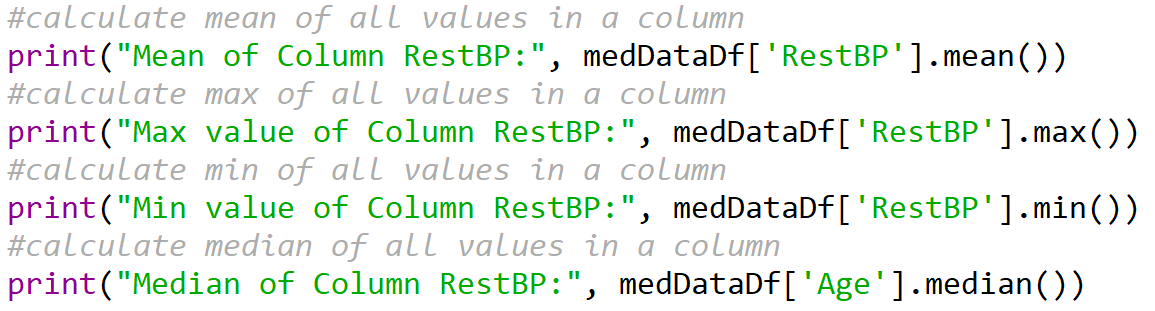 #calculate mean of all values in a column
print("Mean of Column RestBP:", medDataDf['RestBP'].mean())
#calculate max of all values in a column
print("Max value of Column RestBP:", medDataDf['RestBP'].max())
#calculate min of all values in a column
print("Min value of Column RestBP:", medDataDf['RestBP'].min())
#calculate median of all values in a column
print("Median of Column RestBP:", medDataDf['Age'].median())